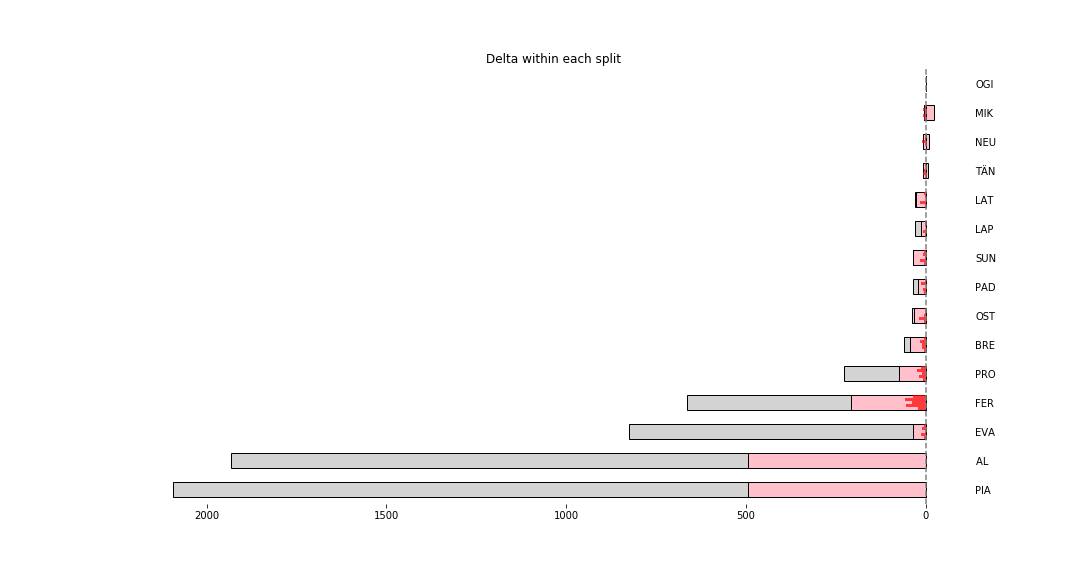 Delta within each split
OGI
MIK
NEU
TÄN
LAT
LAP
SUN
PAD
OST
BRE
PRO
FER
EVA
AL
PIA
2000 1500 1000 500 0